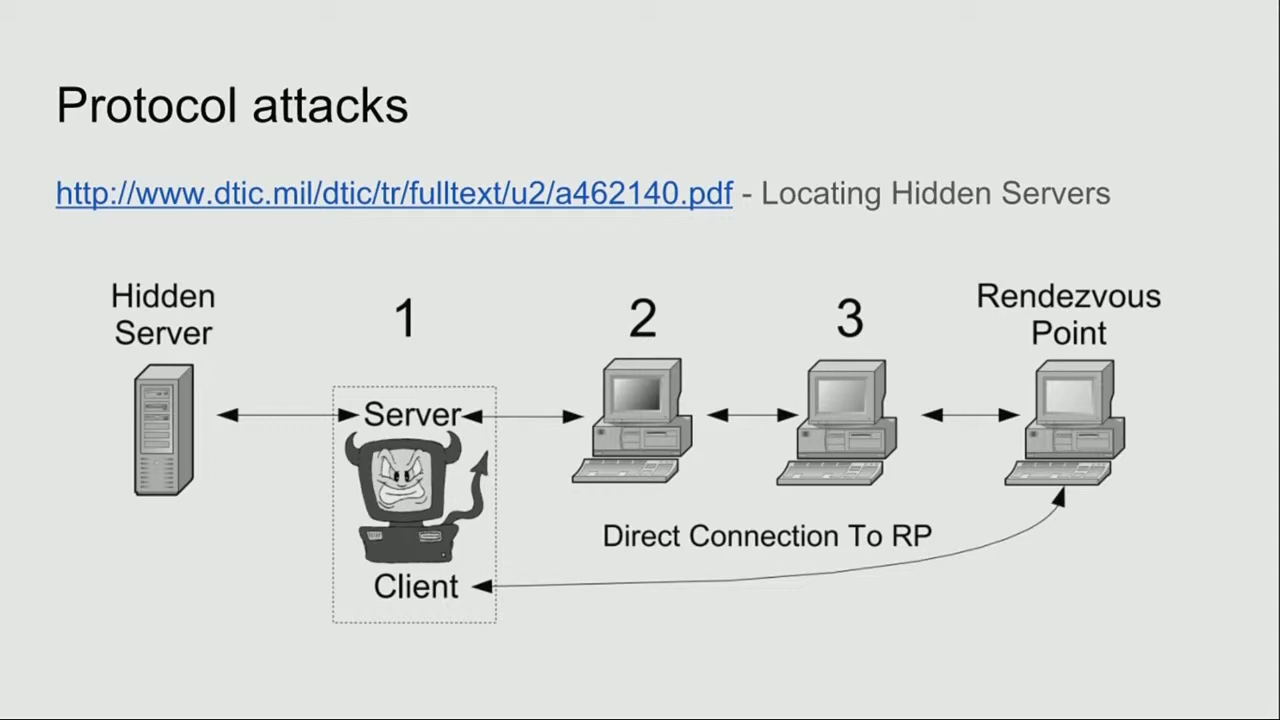 Protocol attacks
http://www.dtic.mil/dtic/tr/fulltext/u2/a462140.pdf - Locating Hidden Servers
Hidden
Server
1
2
3
Rendezvous
Point
Server
Direct Connection To RP
Client